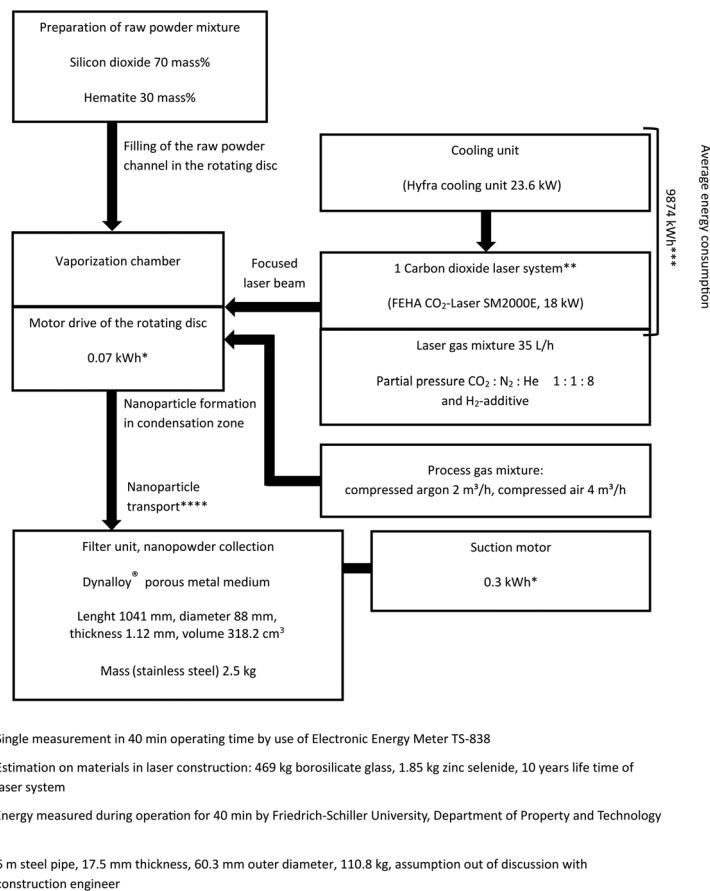 Preparation of raw powder mixture
Silicon dioxide 70 mass%
Hematite 30 mass%
Filling of the raw powder
channel in the rotating disc
Cooling unit
(Hyfra cooling unit 23.6 kW)
Average energy consumption
9874 kWh***
Vaporization chamber
Focused
laser beam
1 Carbon dioxide laser system**
(FEHA CO₂-Laser SM2000E, 18 kW)
Motor drive of the rotating disc
0.07 kWh*
Laser gas mixture 35 L/h
Partial pressure CO₂ : N₂ : He 1 : 1 : 8
and H₂-additive
Nanoparticle formation
in condensation zone
Process gas mixture:
compressed argon 2 m³/h, compressed air 4 m³/h
Nanoparticle
transport****
Filter unit, nanopowder collection
Dynalloy® porous metal medium
Lenght 1041 mm, diameter 88 mm,
thickness 1.12 mm, volume 318.2 cm³
Mass (stainless steel) 2.5 kg
Suction motor
0.3 kWh*
Single measurement in 40 min operating time by use of Electronic Energy Meter TS-838
Estimation on materials in laser construction: 469 kg borosilicate glass, 1.85 kg zinc selenide, 10 years life time of
laser system
Energy measured during operation for 40 min by Friedrich-Schiller University, Department of Property and Technology
6 m steel pipe, 17.5 mm thickness, 60.3 mm outer diameter, 110.8 kg, assumption out of discussion with
construction engineer